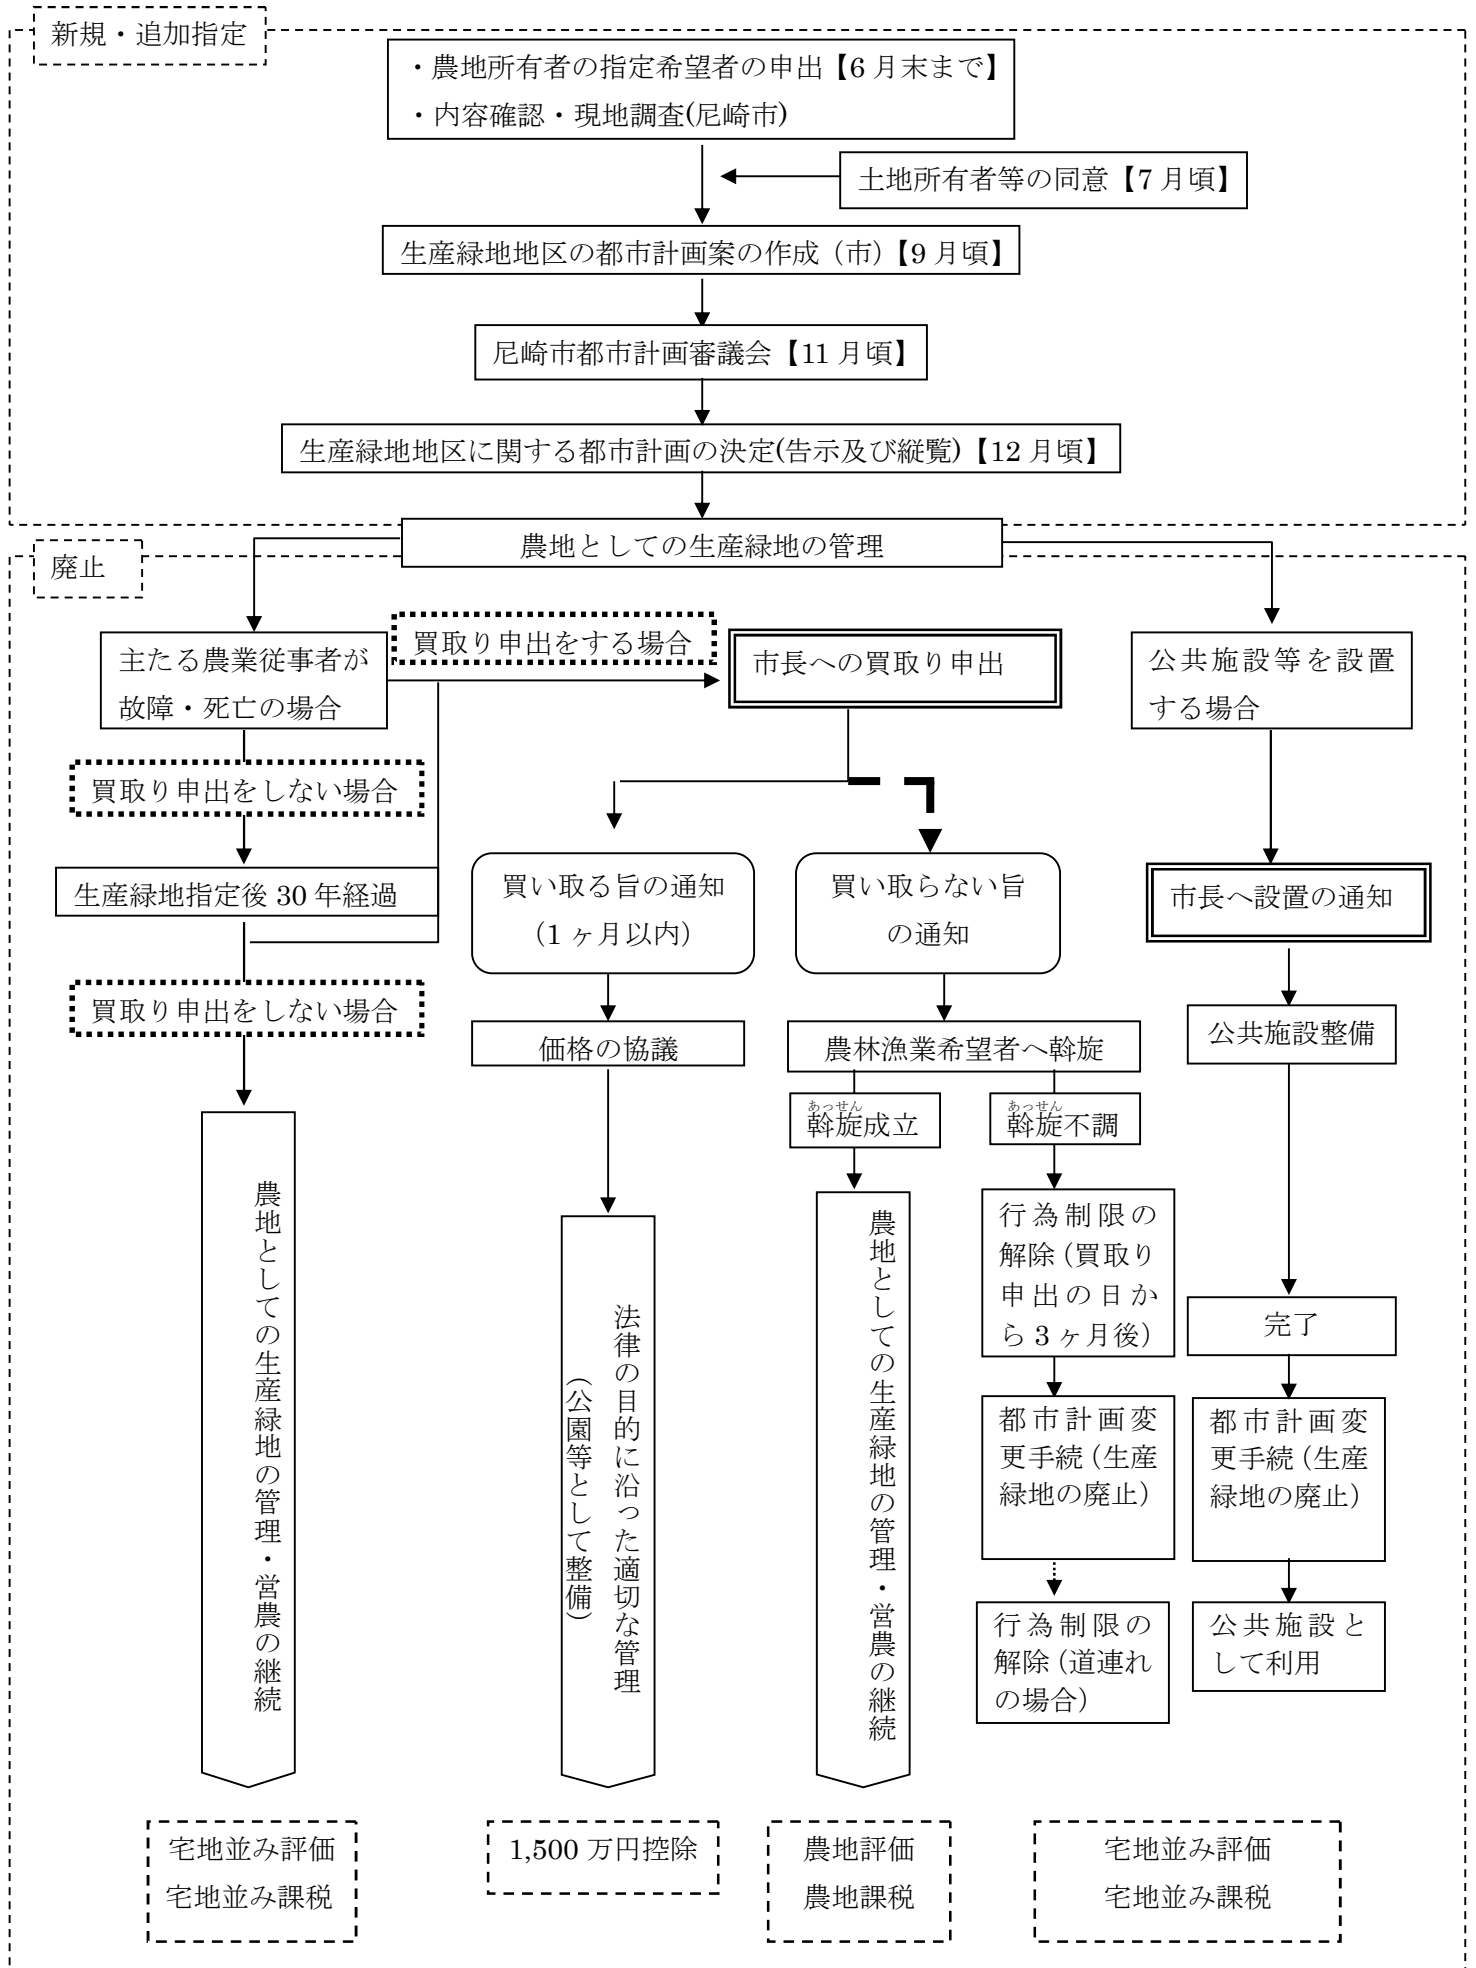 新規・追加指定
・農地所有者の指定希望者の申出【6 月末まで】
・内容確認・現地調査(尼崎市)
土地所有者等の同意【7 月頃】
生産緑地地区の都市計画案の作成（市）【9 月頃】
尼崎市都市計画審議会【11 月頃】
生産緑地地区に関する都市計画の決定(告示及び縦覧)【12 月頃】
農地としての生産緑地の管理
廃止
主たる農業従事者が
故障・死亡の場合
買取り申出をする場合
市長への買取り申出
公共施設等を設置
する場合
買取り申出をしない場合
生産緑地指定後 30 年経過
買い取る旨の通知
（1 ヶ月以内）
買い取らない旨
の通知
市長へ設置の通知
買取り申出をしない場合
価格の協議
農林漁業希望者へ斡旋
公共施設整備
あっせん
斡旋成立
あっせん
斡旋不調
農地としての生産緑地の管理・営農の継続
法律の目的に沿った適切な管理
（公園等として整備）
農地としての生産緑地の管理・営農の継続
行為制限の
解除（買取り
申出の日か
ら 3 ヶ月後）
完了
都市計画変
更手続（生産
緑地の廃止）
都市計画変
更手続（生産
緑地の廃止）
行為制限の
解除（道連れ
の場合）
公共施設と
して利用
宅地並み評価
宅地並み課税
1,500 万円控除
農地評価
農地課税
宅地並み評価
宅地並み課税